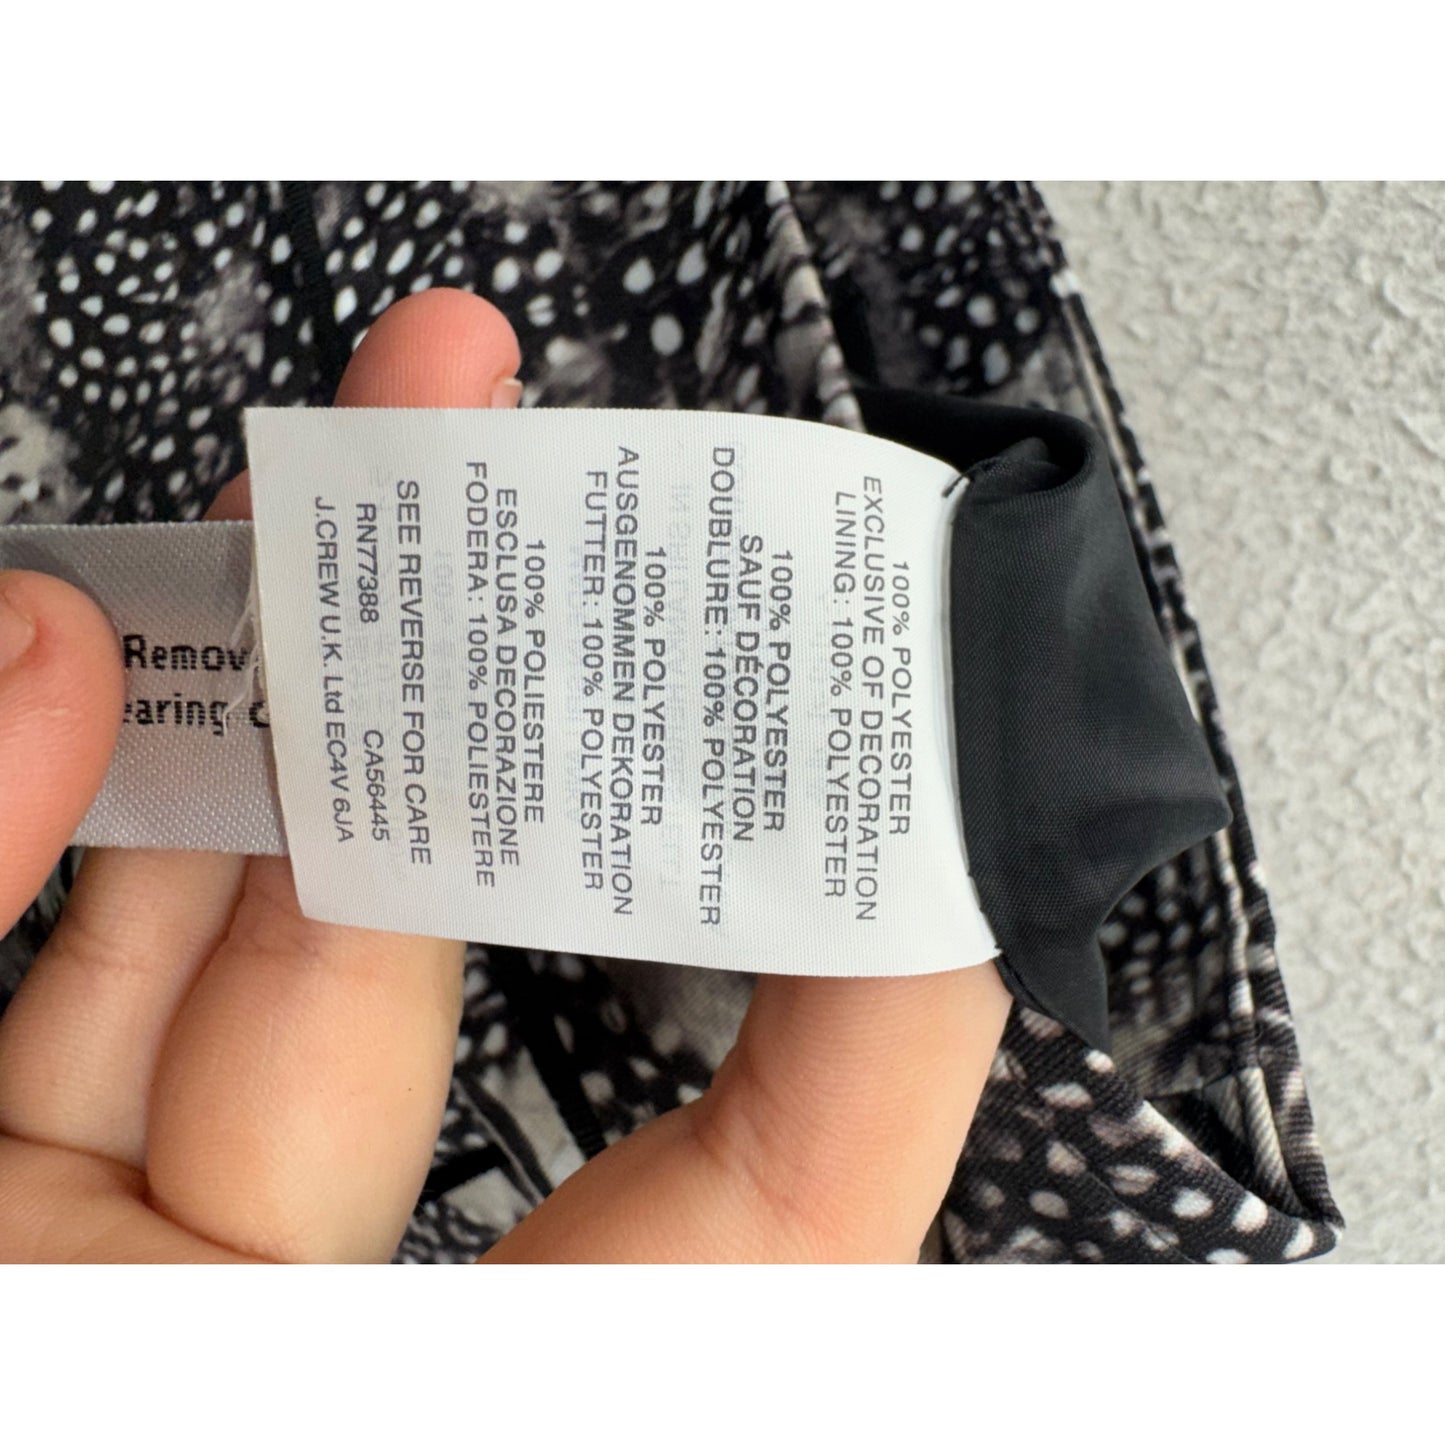 100% POLYESTER
EXCLUSIVE OF DECORATION
LINING: 100% POLYESTER
100% POLYESTER
SAUF DÉCORATION
DOUBLURE: 100% POLYESTER
100% POLYESTER
AUSGENOMMEN DEKORATION
FUTTER: 100% POLYESTER
100% POLIESTERE
ESCLUSA DECORAZIONE
FODERA: 100% POLIESTERE
SEE REVERSE FOR CARE
RN77388 CA56445
J.CREW U.K. Ltd EC4V 6JA